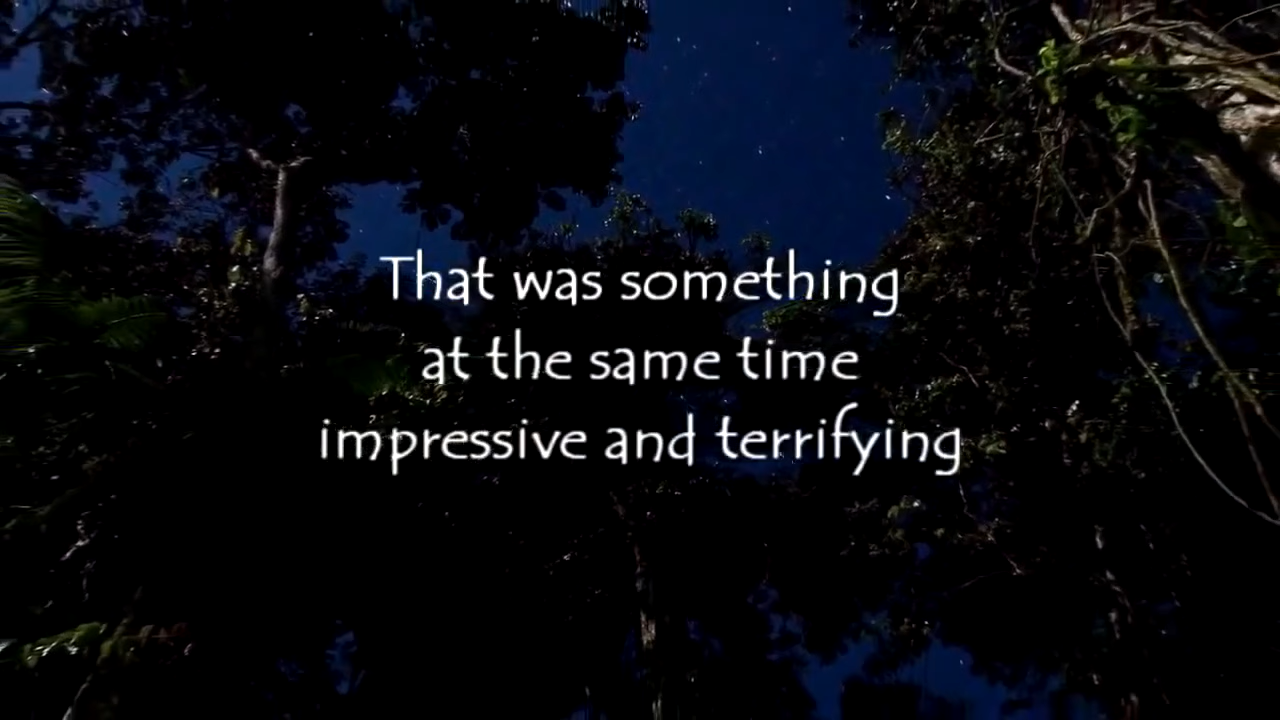 That was something
at the same time
impressive and terrifying